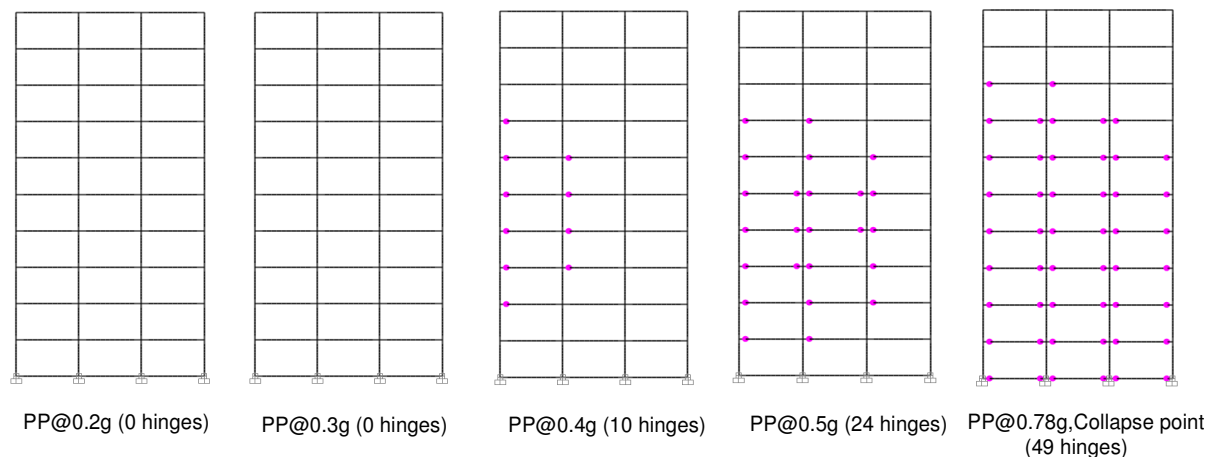 PP@0.2g (0 hinges)
PP@0.3g (0 hinges)
PP@0.4g (10 hinges)
PP@0.5g (24 hinges)
PP@0.78g,Collapse point
(49 hinges)